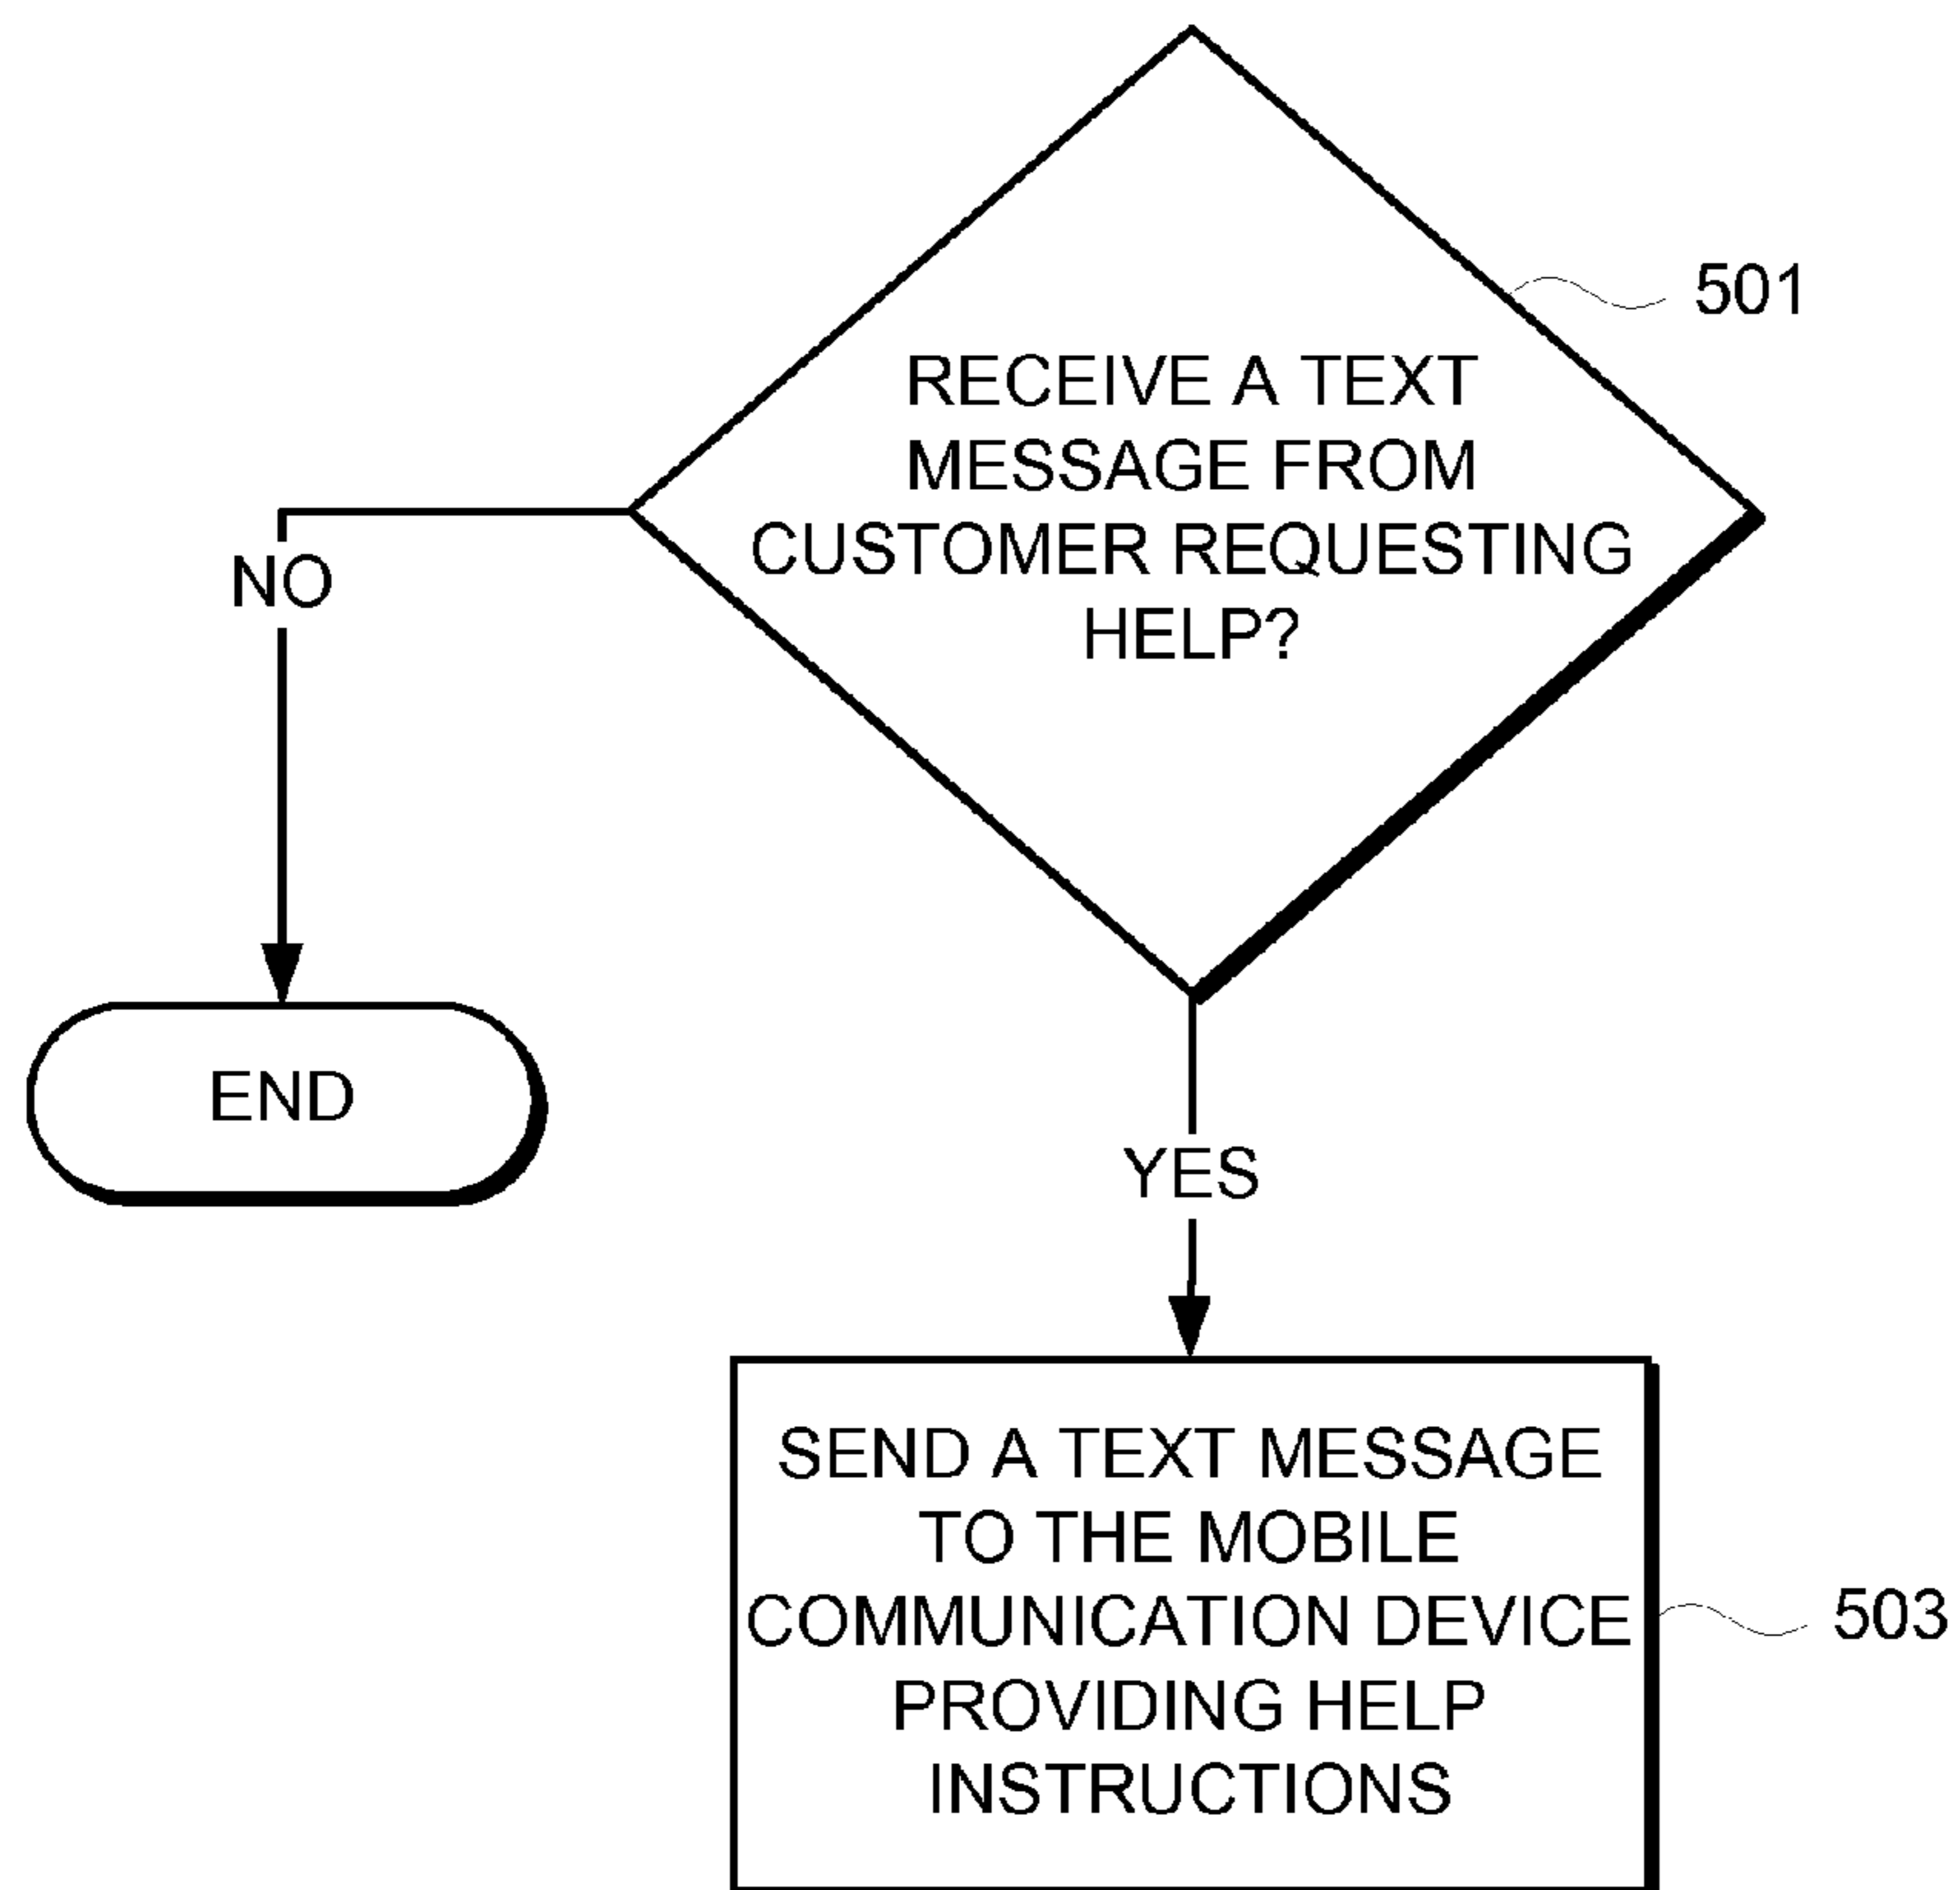 501
RECEIVE A TEXT
MESSAGE FROM
CUSTOMER REQUESTING
HELP?
NO
END
YES
SEND A TEXT MESSAGE
TO THE MOBILE
COMMUNICATION DEVICE
PROVIDING HELP
INSTRUCTIONS
503